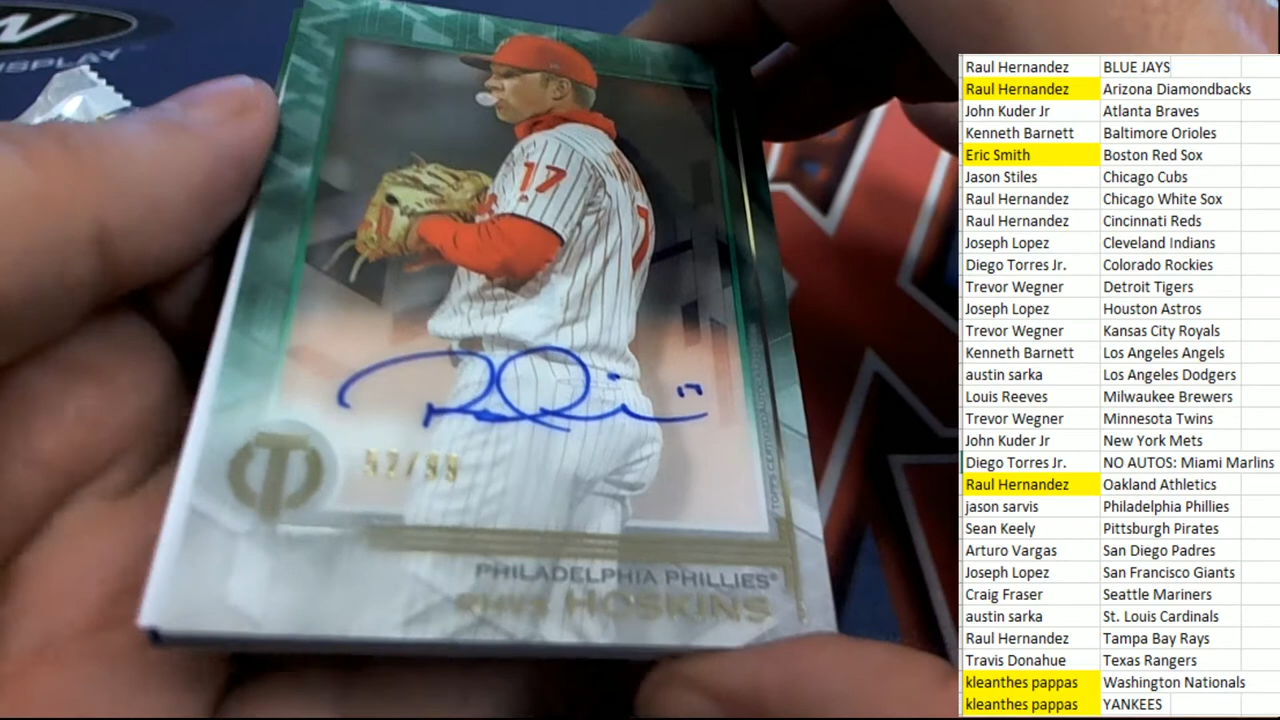 DISPLAY
17
52/99
PHILADELPHIA PHILLIES
RHYS HOSKINS
Raul Hernandez BLUE JAYS
Raul Hernandez Arizona Diamondbacks
John Kuder Jr Atlanta Braves
Kenneth Barnett Baltimore Orioles
Eric Smith Boston Red Sox
Jason Stiles Chicago Cubs
Raul Hernandez Chicago White Sox
Raul Hernandez Cincinnati Reds
Joseph Lopez Cleveland Indians
Diego Torres Jr. Colorado Rockies
Trevor Wegner Detroit Tigers
Joseph Lopez Houston Astros
Trevor Wegner Kansas City Royals
Kenneth Barnett Los Angeles Angels
austin sarka Los Angeles Dodgers
Louis Reeves Milwaukee Brewers
Trevor Wegner Minnesota Twins
John Kuder Jr New York Mets
Diego Torres Jr. NO AUTOS: Miami Marlins
Raul Hernandez Oakland Athletics
jason sarvis Philadelphia Phillies
Sean Keely Pittsburgh Pirates
Arturo Vargas San Diego Padres
Joseph Lopez San Francisco Giants
Craig Fraser Seattle Mariners
austin sarka St. Louis Cardinals
Raul Hernandez Tampa Bay Rays
Travis Donahue Texas Rangers
kleanthes pappas Washington Nationals
kleanthes pappas YANKEES